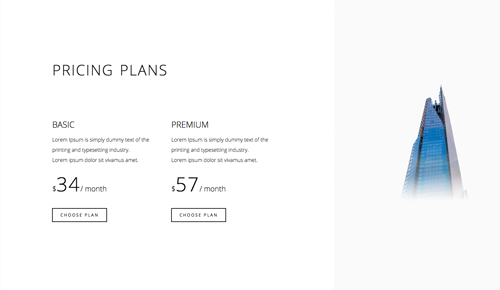 PRICING PLANS
BASIC
Lorem Ipsum is simply dummy text of the
printing and typesetting industry.
Lorem ipsum dolor sit vivamus amet.
$34/ month
CHOOSE PLAN
PREMIUM
Lorem Ipsum is simply dummy text of the
printing and typesetting industry.
Lorem ipsum dolor sit vivamus amet.
$57/ month
CHOOSE PLAN